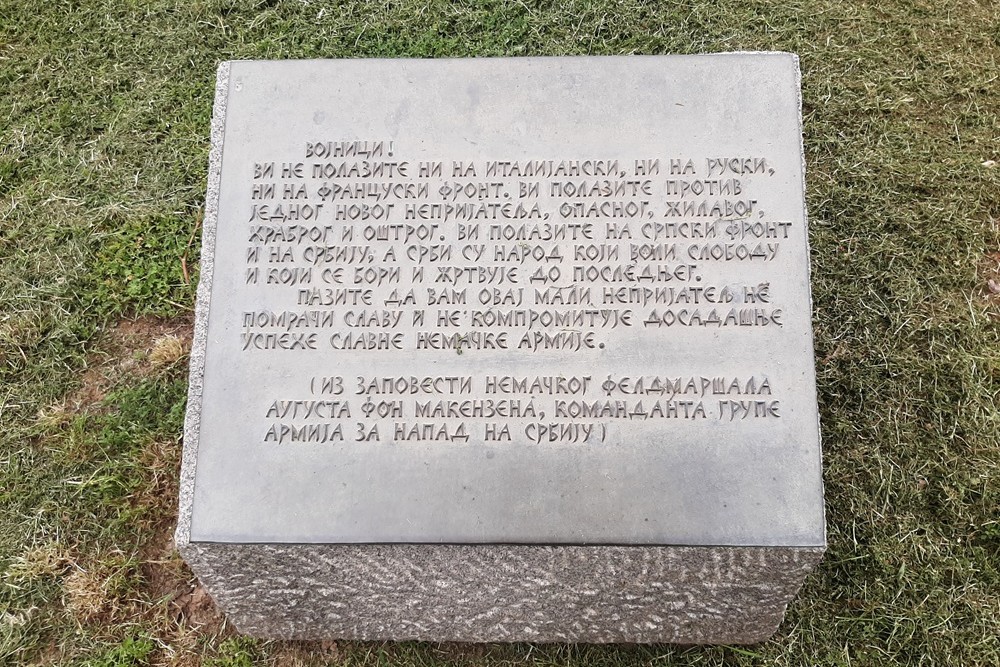 ВОЈНИЦИ!
ВИ НЕ ПОЛАЗИТЕ НИ НА ИТАЛИЈАНСКИ, НИ НА РУСКИ,
НИ НА ФРАНЦУСКИ ФРОНТ. ВИ ПОЛАЗИТЕ ПРОТИВ
ЈЕДНОГ НОВОГ НЕПРИЈАТЕЉА, ОПАСНОГ, ЖИЛАВОГ,
ХРАБРОГ И ОШТРОГ. ВИ ПОЛАЗИТЕ НА СРПСКИ ФРОНТ
И НА СРБИЈУ, А СРБИ СУ НАРОД КОЈИ ВОЛИ СЛОБОДУ
И КОЈИ СЕ БОРИ И ЖРТВУЈЕ ДО ПОСЛЕДЊЕГ.
ПАЗИТЕ ДА ВАМ ОВАЈ МАЛИ НЕПРИЈАТЕЉ НЕ
ПОМРАЧИ СЛАВУ И НЕ КОМПРОМИТУЈЕ ДОСАДАШЊЕ
УСПЕХЕ СЛАВНЕ НЕМАЧКЕ АРМИЈЕ.
(ИЗ ЗАПОВЕСТИ НЕМАЧКОГ ФЕЛДМАРШАЛА
АУГУСТА ФОН МАКЕНЗЕНА, КОМАНДАНТА ГРУПЕ
АРМИЈА ЗА НАПАД НА СРБИЈУ)